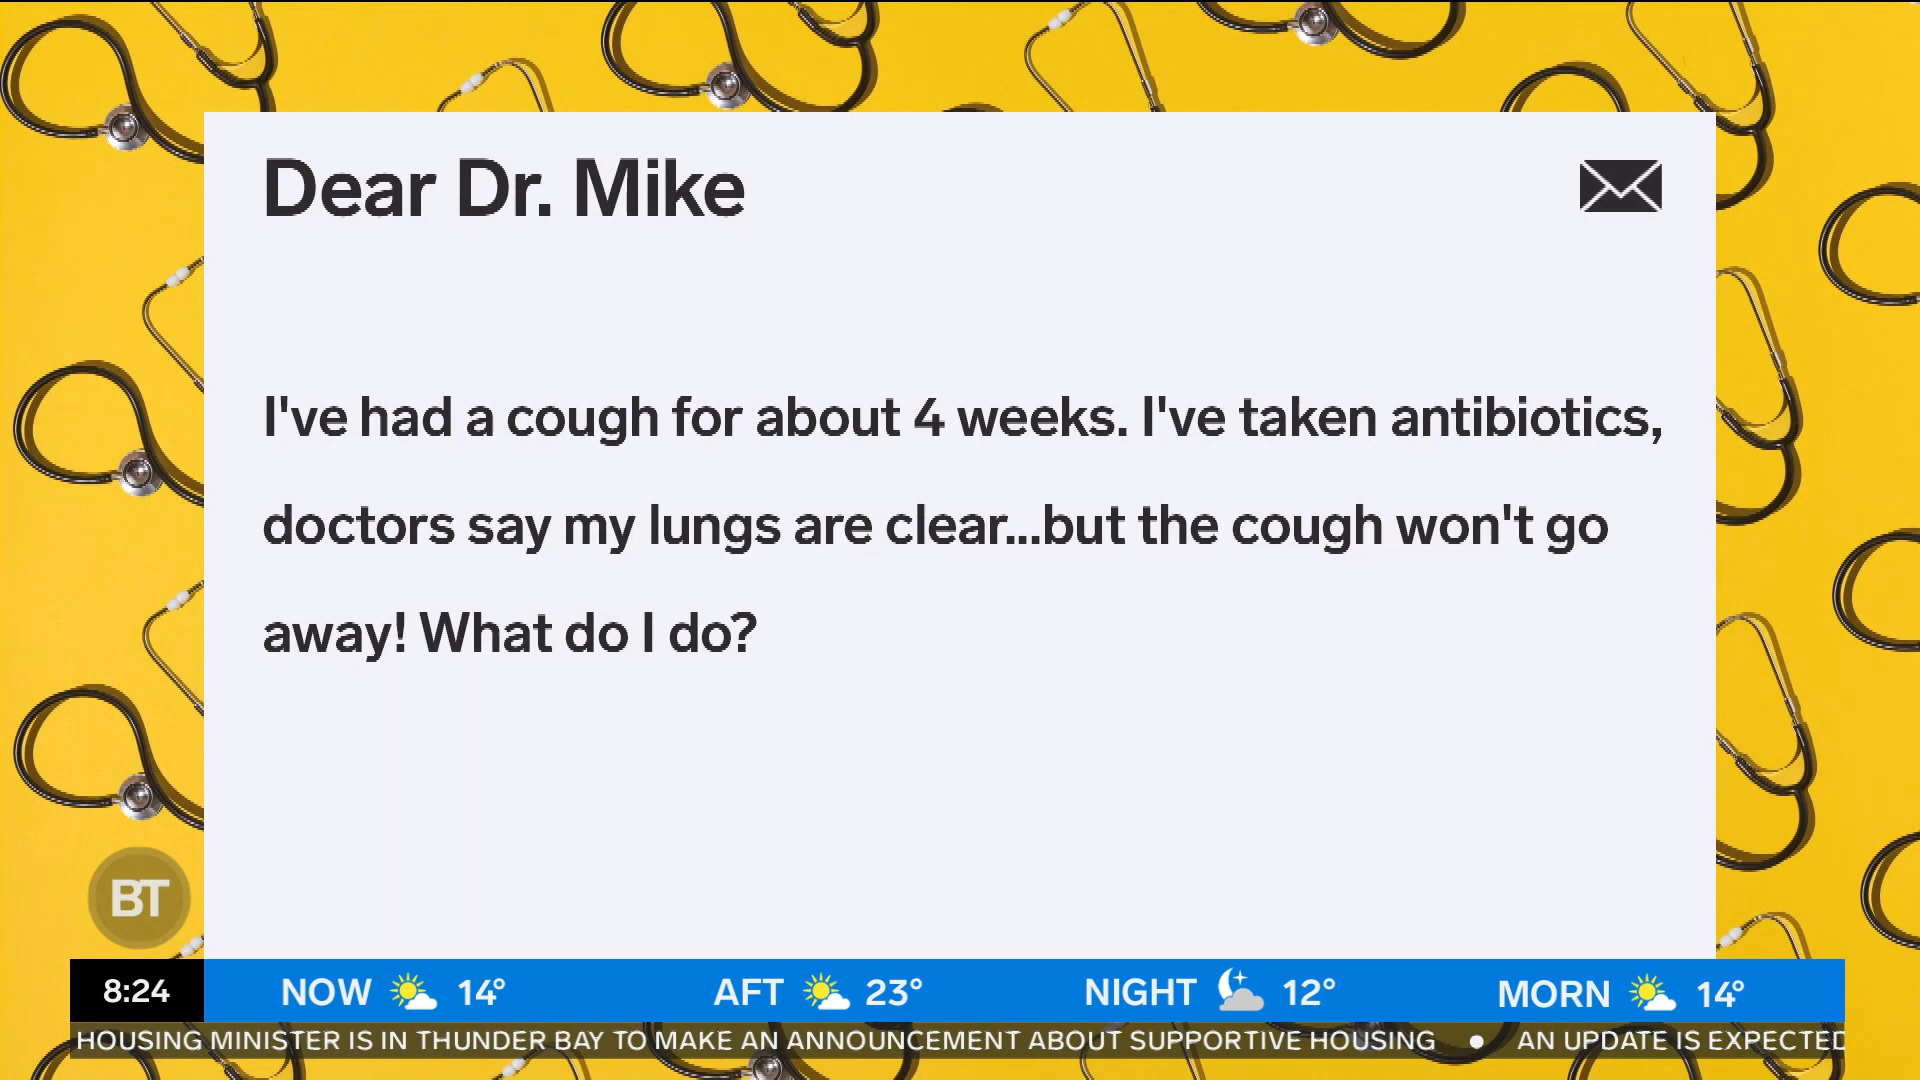 Dear Dr. Mike
I've had a cough for about 4 weeks. I've taken antibiotics,
doctors say my lungs are clear...but the cough won't go
away! What do I do?
BT
8:24 NOW 14° AFT 23° NIGHT 12° MORN 14°
HOUSING MINISTER IS IN THUNDER BAY TO MAKE AN ANNOUNCEMENT ABOUT SUPPORTIVE HOUSING • AN UPDATE IS EXPECTED